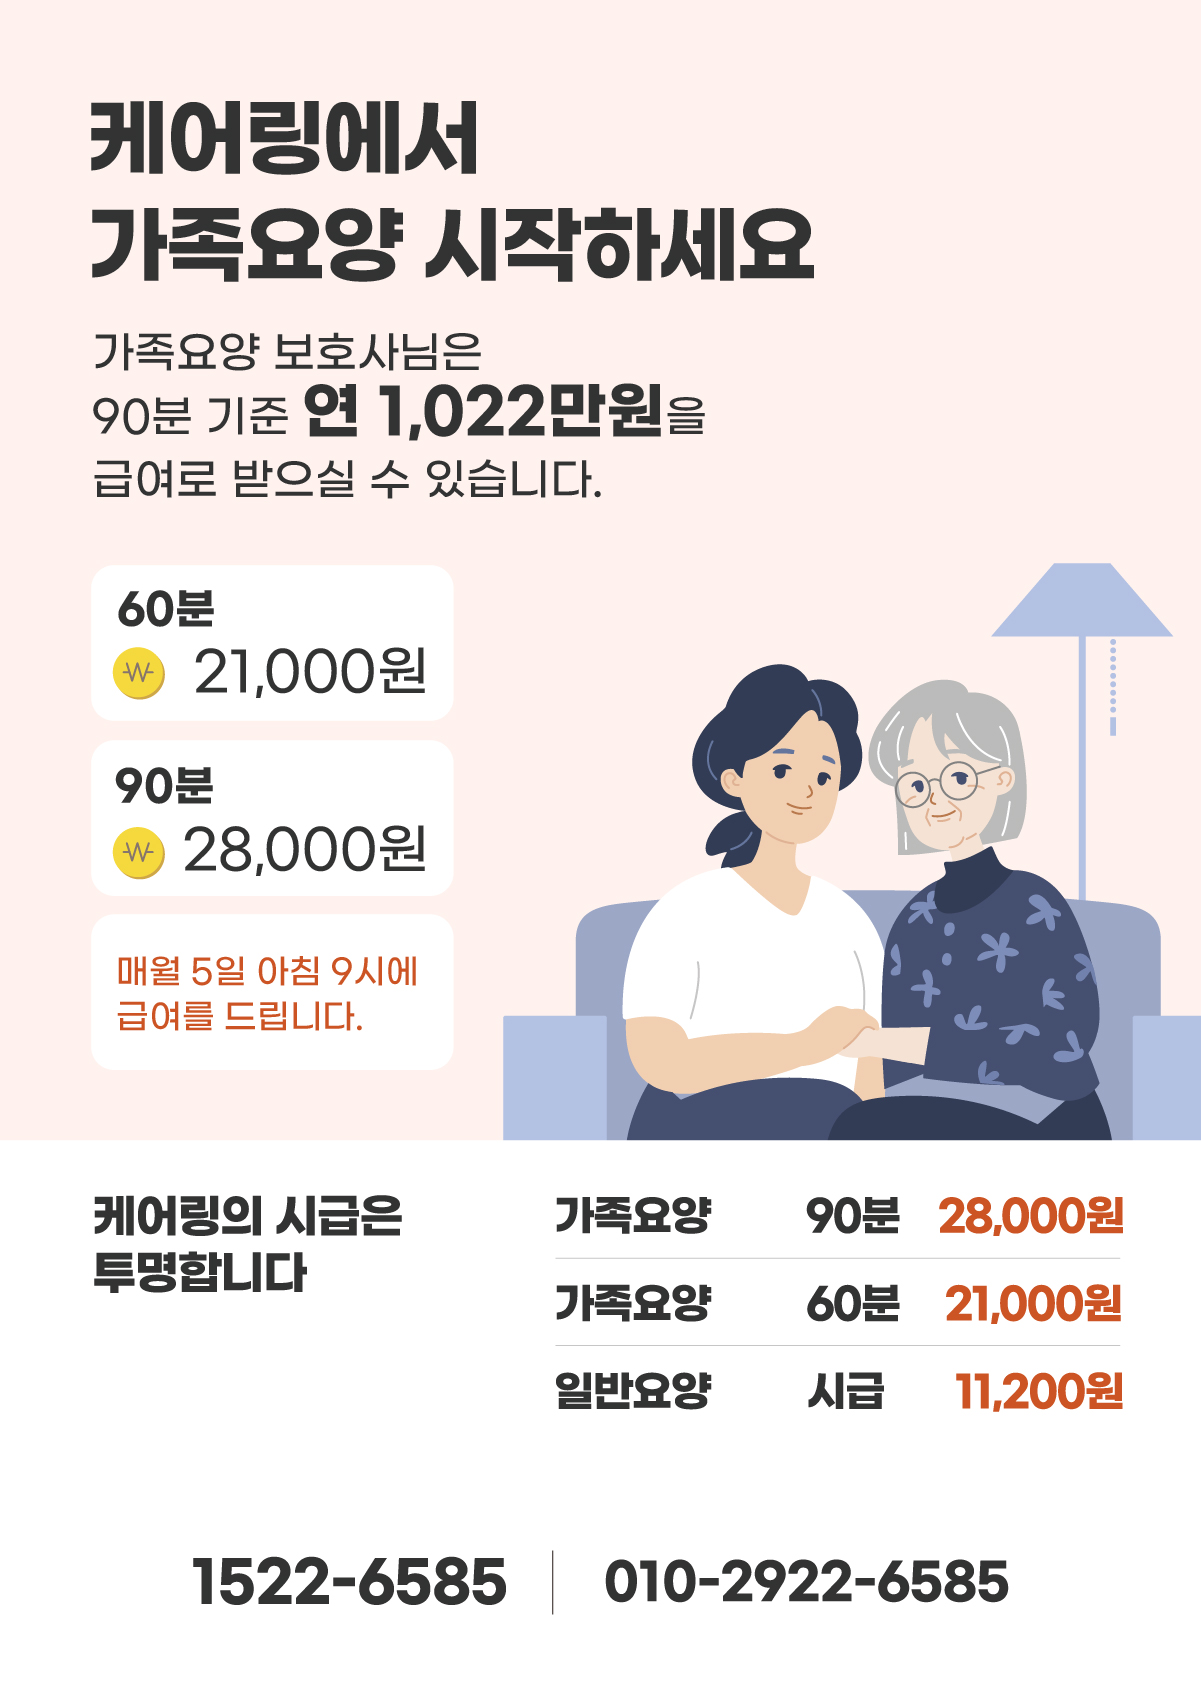 케어링에서
가족요양 시작하세요
가족요양 보호사님은
90분 기준 연 1,022만원을
급여로 받으실 수 있습니다.
60분
W 21,000원
90분
W 28,000원
매월 5일 아침 9시에
급여를 드립니다.
케어링의 시급은
투명합니다
가족요양 90분 28,000원
가족요양 60분 21,000원
일반요양 시급 11,200원
1522-6585 | 010-2922-6585